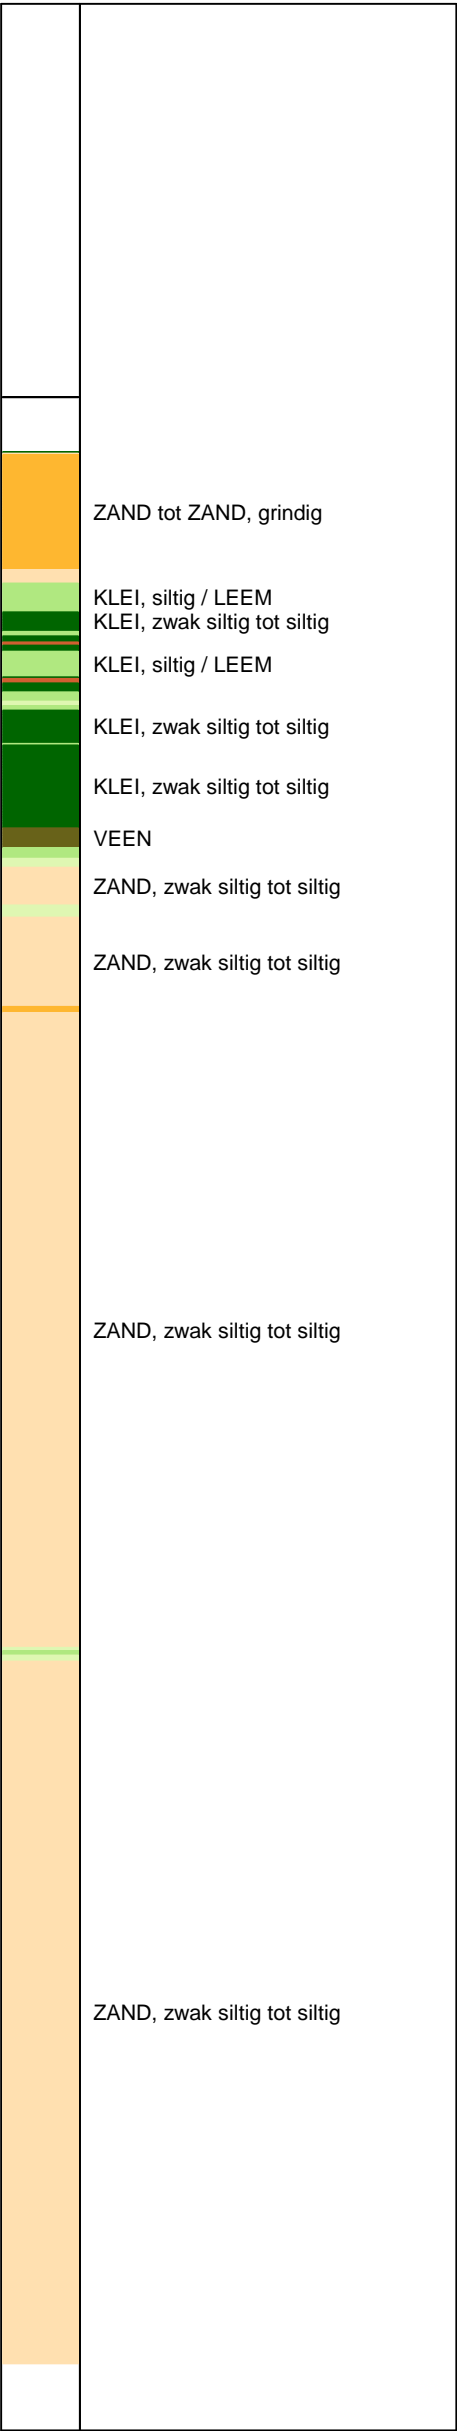 ZAND tot ZAND, grindig
KLEI, siltig / LEEM
KLEI, zwak siltig tot siltig
KLEI, siltig / LEEM
KLEI, zwak siltig tot siltig
KLEI, zwak siltig tot siltig
VEEN
ZAND, zwak siltig tot siltig
ZAND, zwak siltig tot siltig
ZAND, zwak siltig tot siltig
ZAND, zwak siltig tot siltig